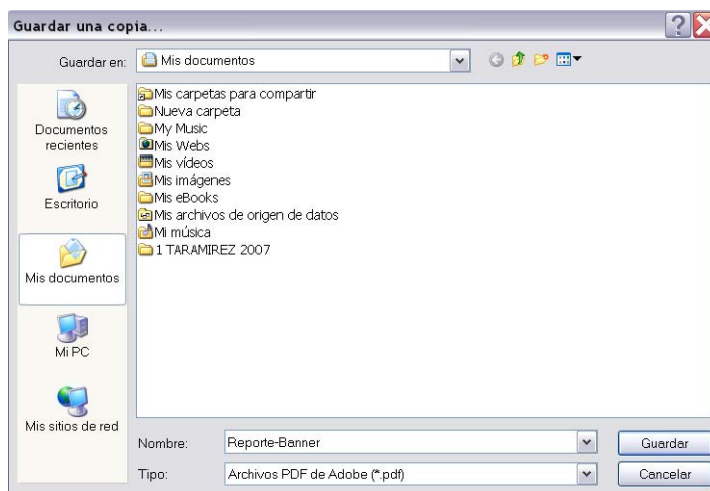 Guardar una copia...
Guardar en: Mis documentos
Documentos
recientes
Escritorio
Mis documentos
Mi PC
Mis sitios de red
Mis carpetas para compartir
Nueva carpeta
My Music
Mis Webs
Mis vídeos
Mis imágenes
Mis eBooks
Mis archivos de origen de datos
Mi música
1 TARAMIREZ 2007
Nombre: Reporte-Banner Guardar
Tipo: Archivos PDF de Adobe (*.pdf) Cancelar